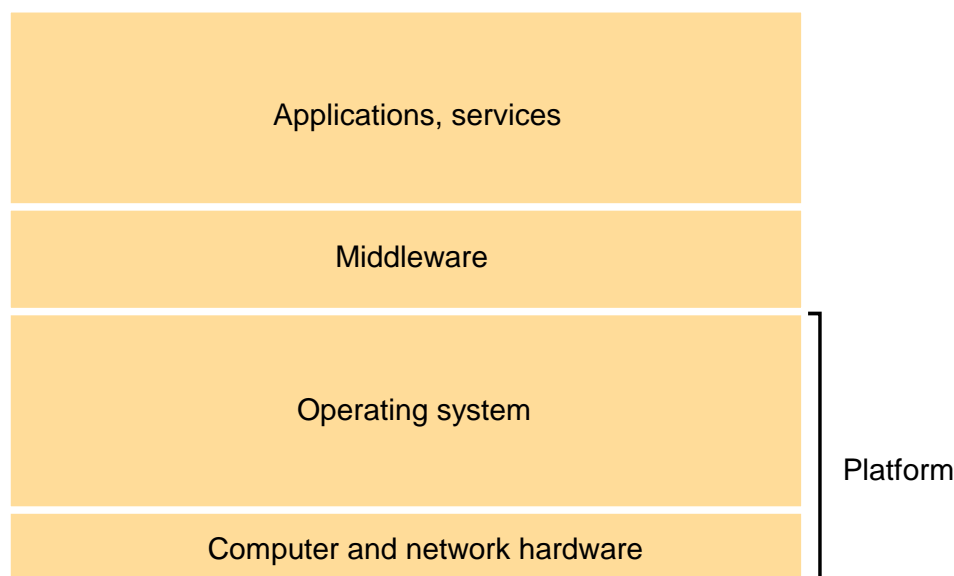 Applications, services
Middleware
Operating system
Platform
Computer and network hardware